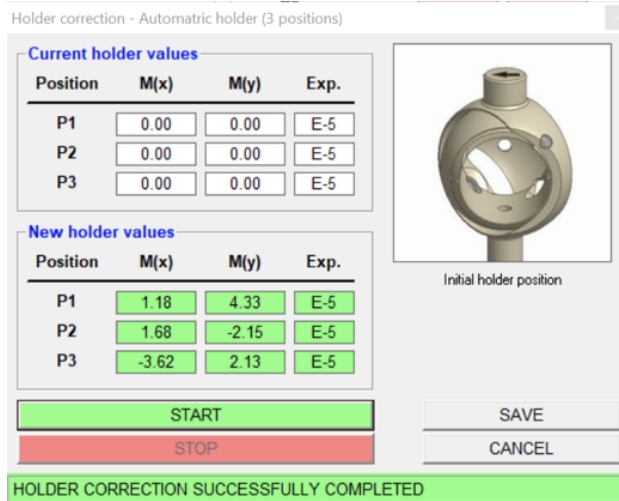 Holder correction - Automatric holder (3 positions)
Current holder values
Position M(x) M(y) Exp.
P1 0.00 0.00 E-5
P2 0.00 0.00 E-5
P3 0.00 0.00 E-5
New holder values
Position M(x) M(y) Exp.
P1 1.18 4.33 E-5
P2 1.68 -2.15 E-5
P3 -3.62 2.13 E-5
Initial holder position
START SAVE
STOP CANCEL
HOLDER CORRECTION SUCCESSFULLY COMPLETED